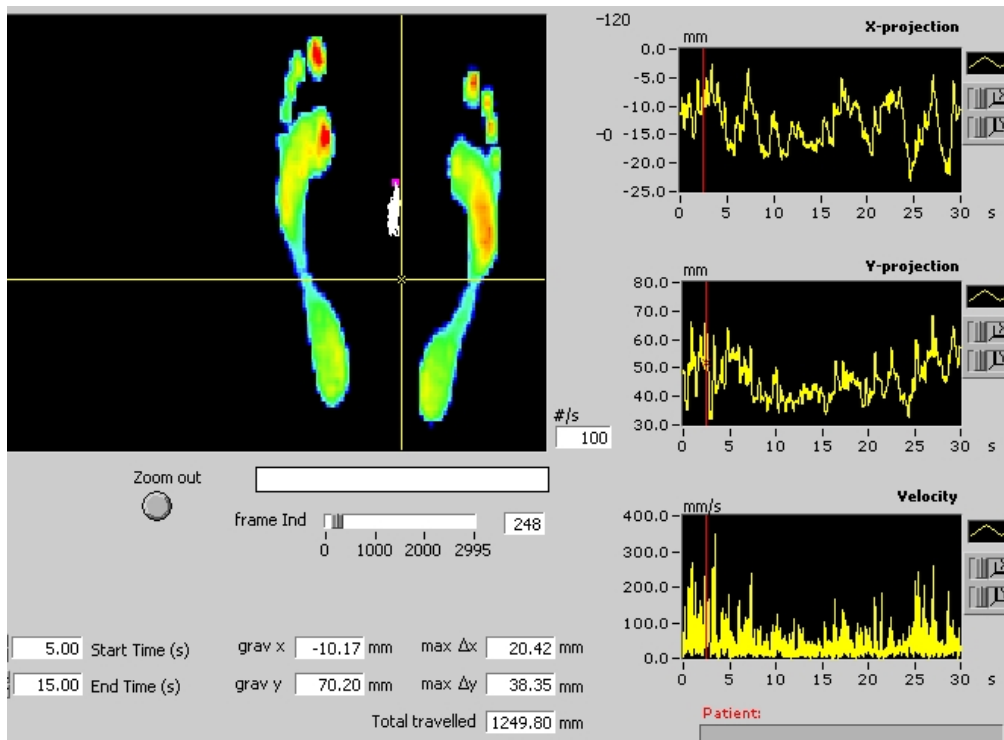 -120
-0
#/s
100
X-projection
mm
0.0
-5.0
-10.0
-15.0
-20.0
-25.0
0 5 10 15 20 25 30 s
Y-projection
mm
80.0
70.0
60.0
50.0
40.0
30.0
0 5 10 15 20 25 30 s
Velocity
mm/s
400.0
300.0
200.0
100.0
0.0
0 5 10 15 20 25 30 s
Zoom out
frame Ind
248
0 1000 2000 2995
5.00 Start Time (s)
15.00 End Time (s)
grav x -10.17 mm
grav y 70.20 mm
max Δx 20.42 mm
max Δy 38.35 mm
Total travelled 1249.80 mm
Patient: